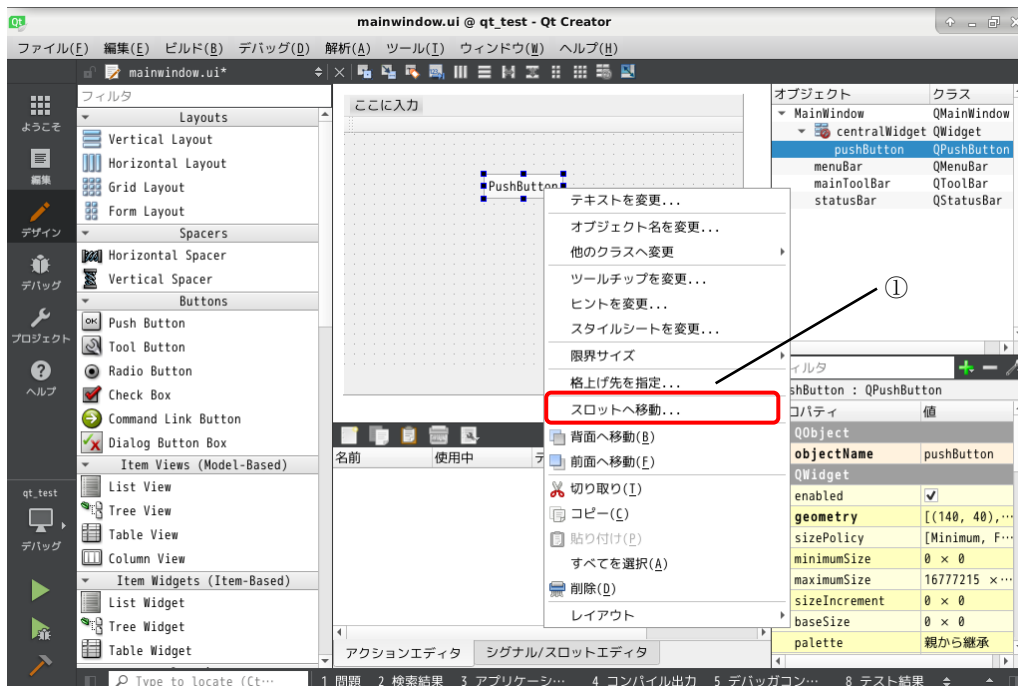 mainwindow.ui @ qt_test - Qt Creator
ファイル(F) 編集(E) ビルド(B) デバッグ(D) 解析(A) ツール(T) ウィンドウ(W) ヘルプ(H)
mainwindow.ui*
ようこそ
編集
デザイン
デバッグ
プロジェクト
ヘルプ
qt_test
デバッグ
フィルタ
Layouts
Vertical Layout
Horizontal Layout
Grid Layout
Form Layout
Spacers
Horizontal Spacer
Vertical Spacer
Buttons
Push Button
Tool Button
Radio Button
Check Box
Command Link Button
Dialog Button Box
Item Views (Model-Based)
List View
Tree View
Table View
Column View
Item Widgets (Item-Based)
List Widget
Tree Widget
Table Widget
ここに入力
PushButton
テキストを変更...
オブジェクト名を変更...
他のクラスへ変更
ツールチップを変更...
ヒントを変更...
スタイルシートを変更...
限界サイズ
格上げ先を指定...
スロットへ移動...
背面へ移動(B)
前面へ移動(F)
切り取り(T)
コピー(C)
貼り付け(P)
すべてを選択(A)
削除(D)
レイアウト
①
名前 使用中 テ
アクションエディタ シグナル/スロットエディタ
オブジェクト クラス
MainWindow QMainWindow
centralWidget QWidget
pushButton QPushButton
menuBar QMenuBar
mainToolBar QToolBar
statusBar QStatusBar
ィルタ
shButton : QPushButton
ロパティ 値
QObject
objectName pushButton
QWidget
enabled
geometry [(140, 40),…
sizePolicy [Minimum, F…
minimumSize 0 × 0
maximumSize 16777215 ×…
sizeIncrement 0 × 0
baseSize 0 × 0
palette 親から継承
Type to locate (Ct… 1 問題 2 検索結果 3 アプリケーシ… 4 コンパイル出力 5 デバッガコン… 8 テスト結果